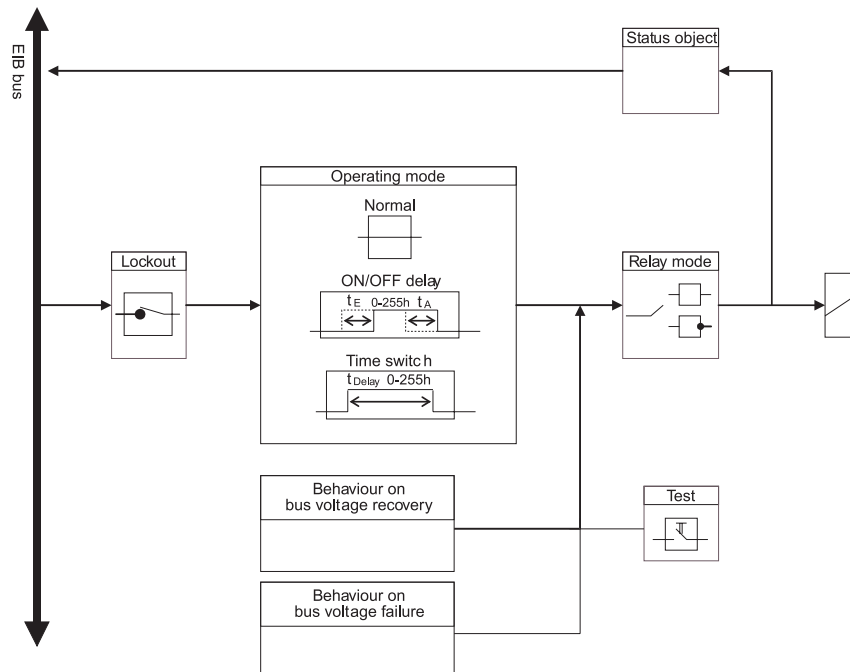 EIB bus
Status object
Operating mode
Normal
Lockout
Relay mode
ON/OFF delay
tE 0-255h tA
Time switch
tDelay 0-255h
Behaviour on
bus voltage recovery
Test
Behaviour on
bus voltage failure